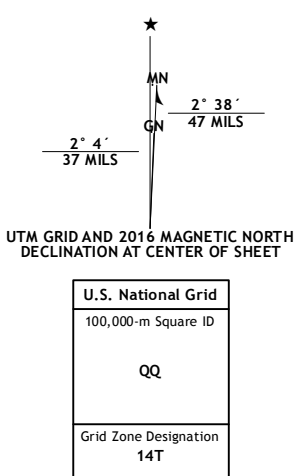 ★
MN
GN
2° 38´
47 MILS
2° 4´
37 MILS
UTM GRID AND 2016 MAGNETIC NORTH
DECLINATION AT CENTER OF SHEET
U.S. National Grid
100,000-m Square ID
QQ
Grid Zone Designation
14T